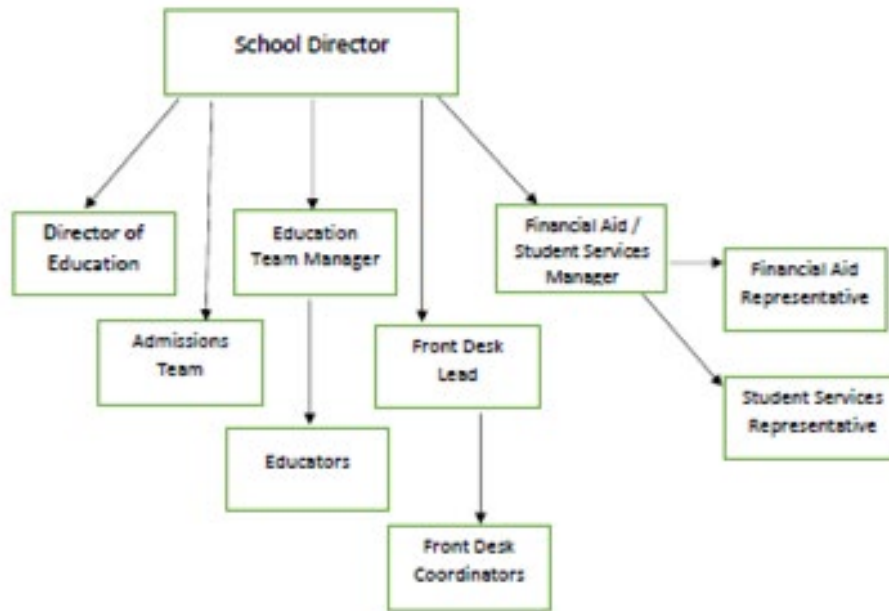 School Director
Director of
Education
Education
Team Manager
Financial Aid /
Student Services
Manager
Financial Aid
Representative
Admissions
Team
Front Desk
Lead
Student Services
Representative
Educators
Front Desk
Coordinators